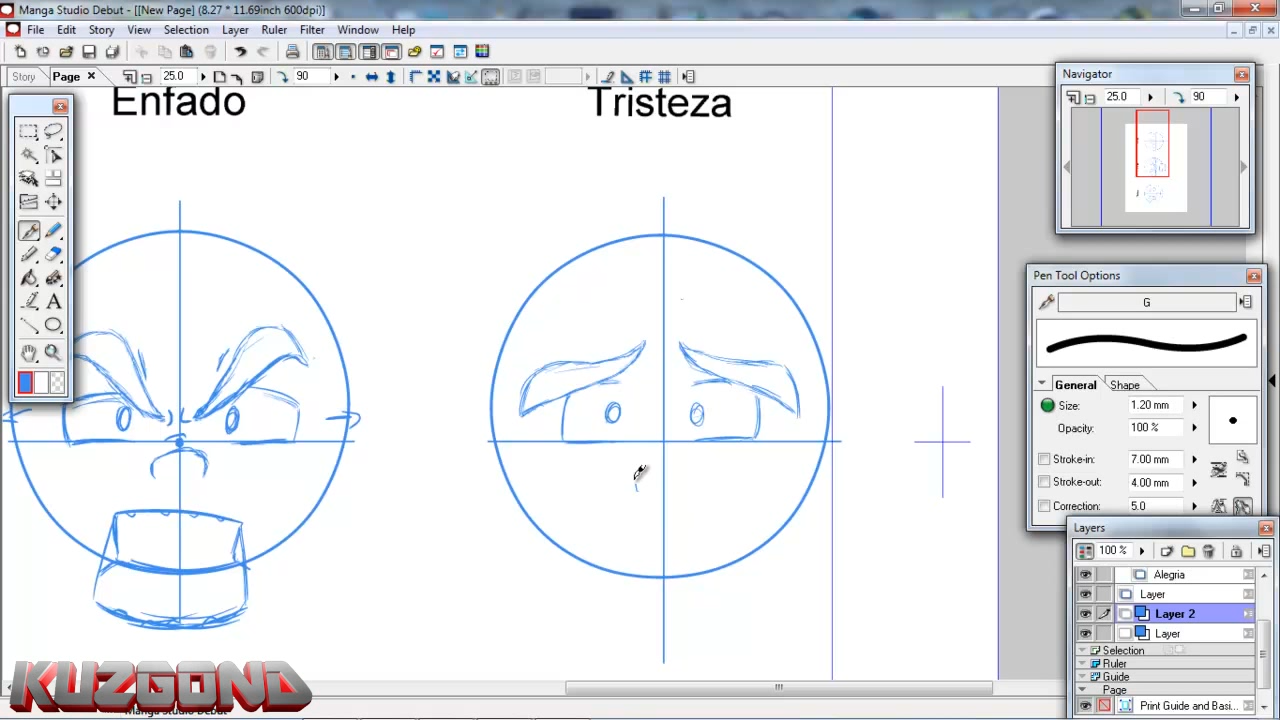 Manga Studio Debut - [[New Page] (8.27 * 11.69inch 600dpi)]
File Edit Story View Selection Layer Ruler Filter Window Help
Story Page 25.0 90
Enfado Tristeza
Navigator
25.0 90
Pen Tool Options
G
General Shape
Size: 1.20 mm
Opacity: 100 %
Stroke-in: 7.00 mm
Stroke-out: 4.00 mm
Correction: 5.0
Layers
100 %
Alegria
Layer
Layer 2
Layer
Selection
Ruler
Guide
Page
Print Guide and Basi...
KUZGOND
Manga Studio Debut